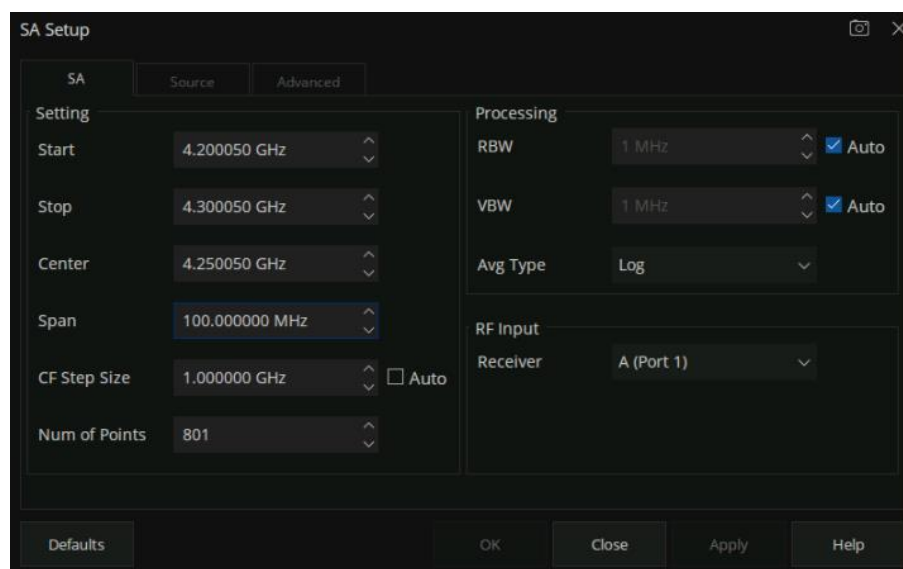 SA Setup
SA
Source
Advanced
Setting
Start 4.200050 GHz
Stop 4.300050 GHz
Center 4.250050 GHz
Span 100.000000 MHz
CF Step Size 1.000000 GHz Auto
Num of Points 801
Processing
RBW 1 MHz Auto
VBW 1 MHz Auto
Avg Type Log
RF Input
Receiver A (Port 1)
Defaults
OK
Close
Apply
Help